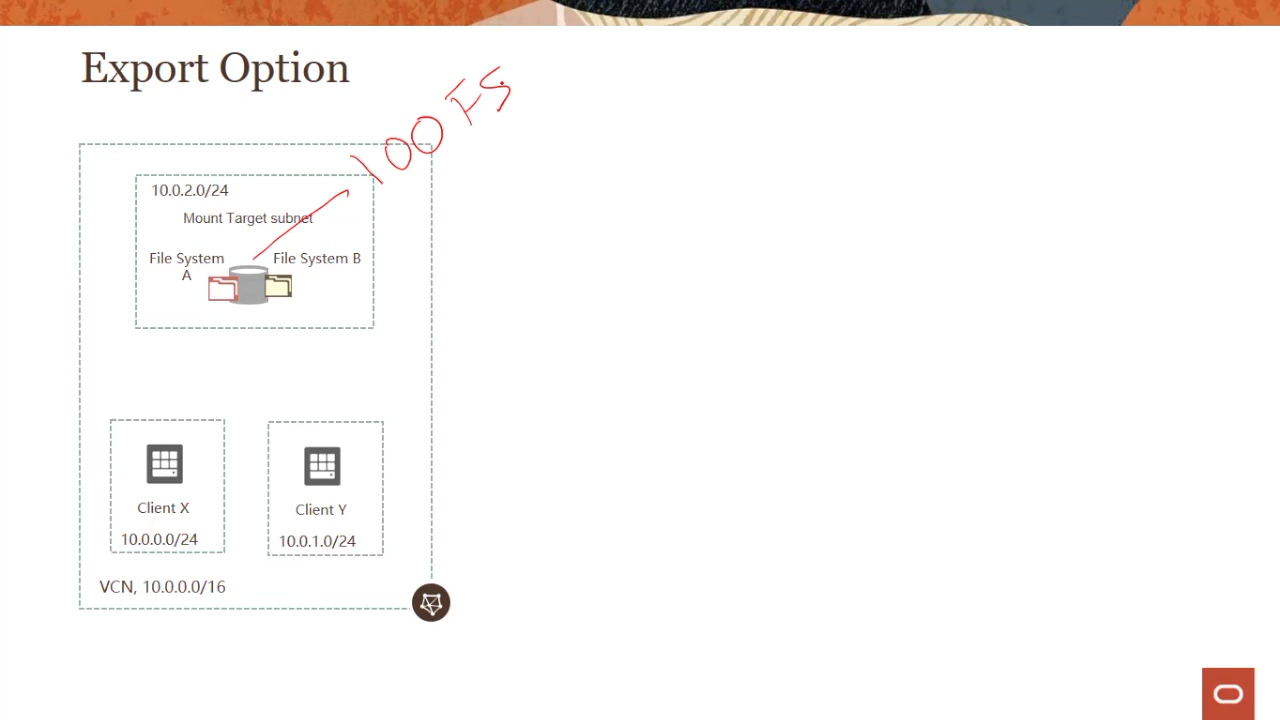 Export Option
100 FS
10.0.2.0/24
Mount Target subnet
File System
A
File System B
Client X
10.0.0.0/24
Client Y
10.0.1.0/24
VCN, 10.0.0.0/16